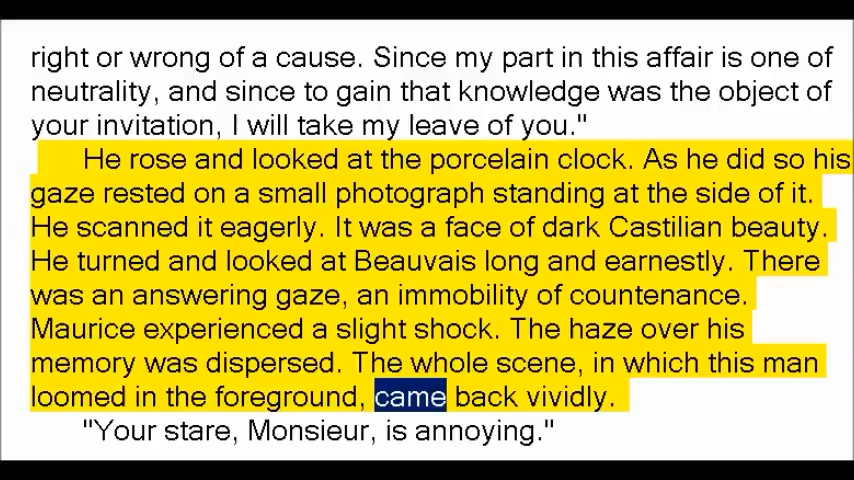 right or wrong of a cause. Since my part in this affair is one of
neutrality, and since to gain that knowledge was the object of
your invitation, I will take my leave of you."
He rose and looked at the porcelain clock. As he did so his
gaze rested on a small photograph standing at the side of it.
He scanned it eagerly. It was a face of dark Castilian beauty.
He turned and looked at Beauvais long and earnestly. There
was an answering gaze, an immobility of countenance.
Maurice experienced a slight shock. The haze over his
memory was dispersed. The whole scene, in which this man
loomed in the foreground, came back vividly.
"Your stare, Monsieur, is annoying."